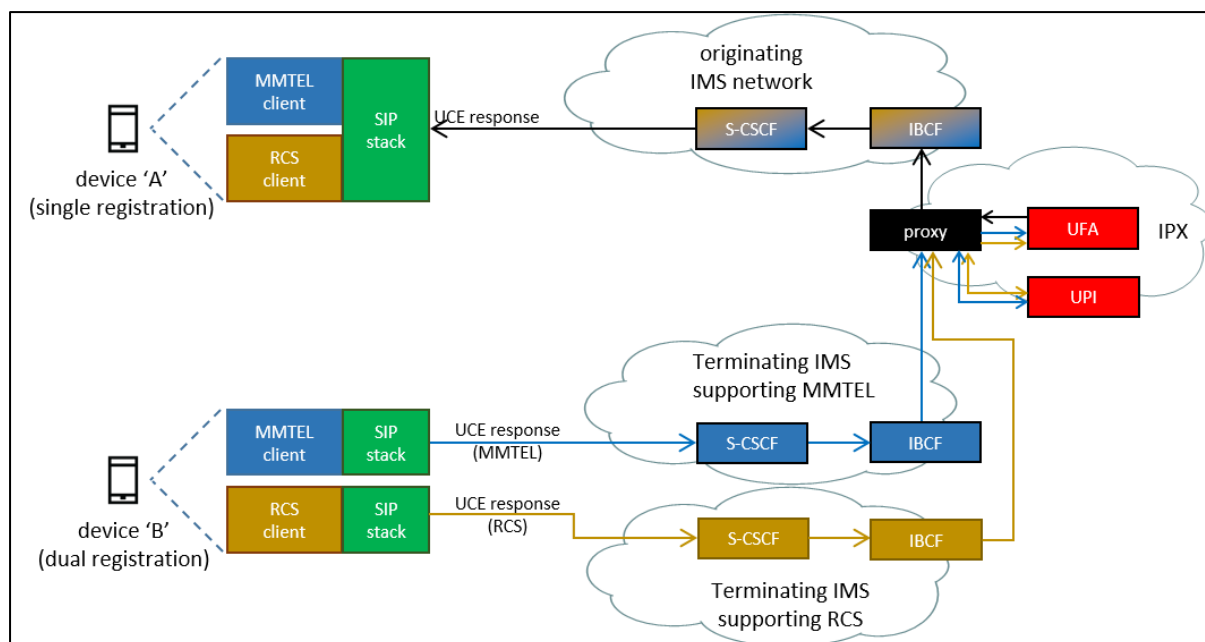 originating
IMS network
MMTEL
client
SIP
stack
RCS
client
UCE response
S-CSCF
IBCF
device ‘A’
(single registration)
proxy
UFA
IPX
UPI
Terminating IMS
supporting MMTEL
MMTEL
client
SIP
stack
UCE response
(MMTEL)
S-CSCF
IBCF
RCS
client
SIP
stack
UCE response
(RCS)
S-CSCF
IBCF
device ‘B’
(dual registration)
Terminating IMS
supporting RCS